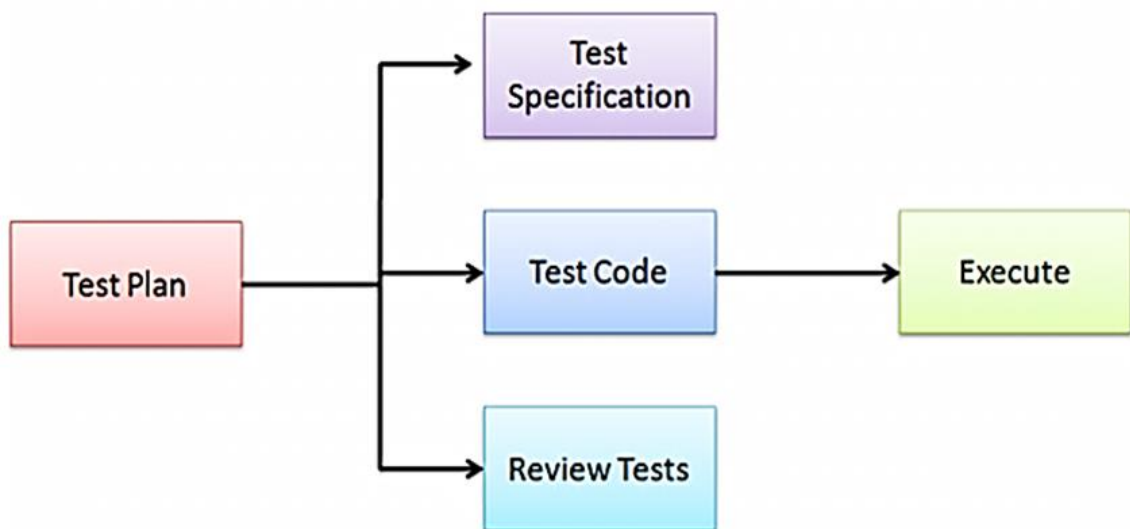 Test
Specification
Test Plan
Test Code
Execute
Review Tests